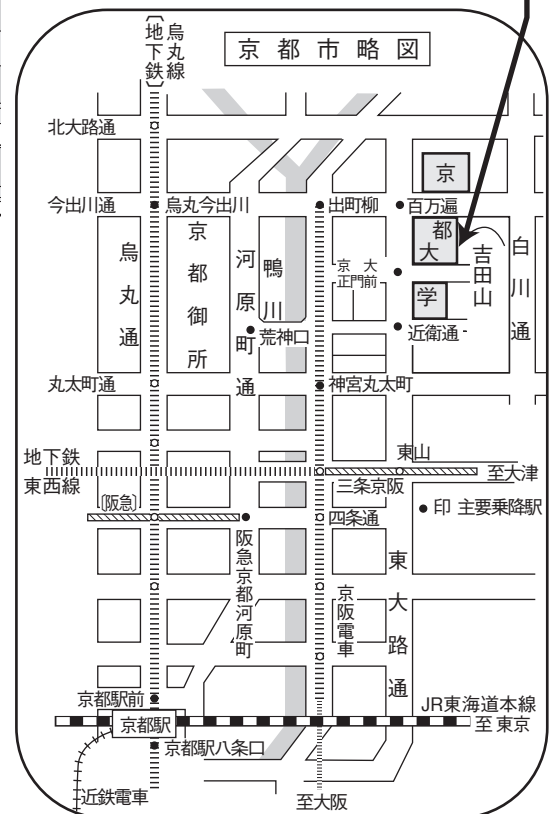 京都市略図
〔地下鉄烏丸線〕
北大路通
今出川通
烏丸今出川
出町柳
百万遍
京都大学
烏丸通
京都御所
河原町通
鴨川
荒神口
京大
正門前
吉田山
白川通
近衛通
丸太町通
神宮丸太町
地下鉄
東西線
東山
三条京阪
至大津
〔阪急〕
四条通
●印 主要乗降駅
阪急京都河原町
京阪電車
東大路通
京都駅前
京都駅
京都駅八条口
JR東海道本線
至東京
近鉄電車
至大阪